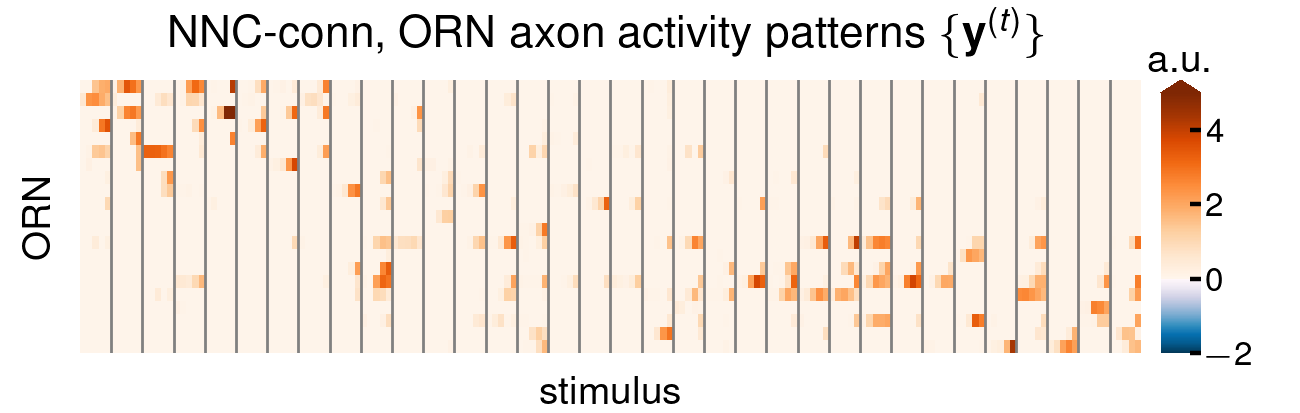 NNC-conn, ORN axon activity patterns {y^(t)}
a.u.
4
2
0
−2
ORN
stimulus